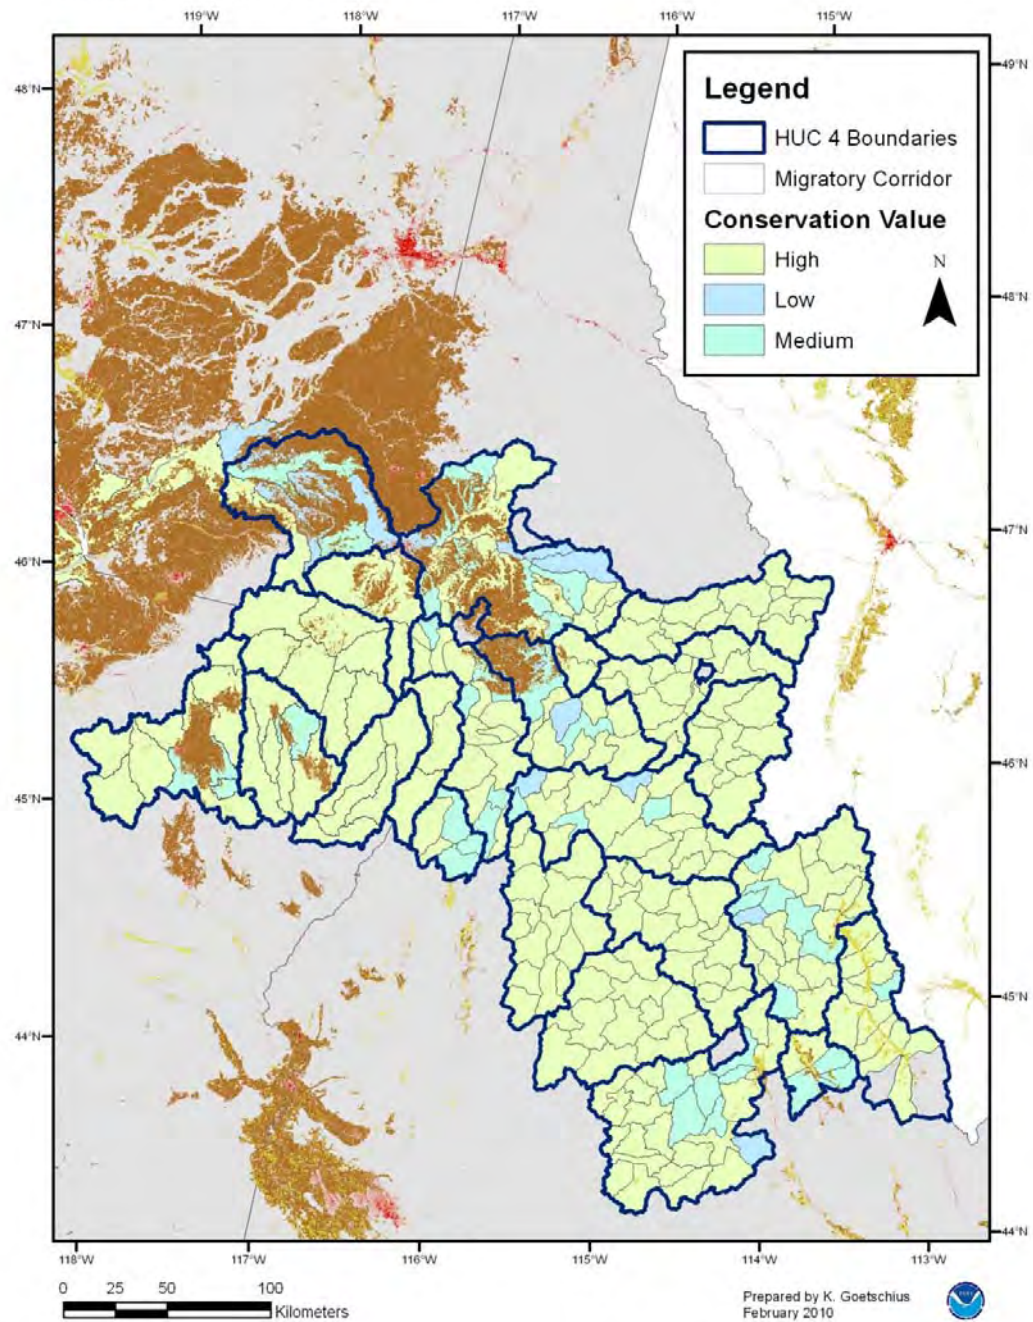 119°W 118°W 117°W 116°W 115°W
48°N
49°N
Legend
HUC 4 Boundaries
Migratory Corridor
Conservation Value
High
N
Low
Medium
47°N
48°N
46°N
47°N
45°N
46°N
44°N
45°N
44°N
118°W 117°W 116°W 115°W 114°W 113°W
0 25 50 100
Kilometers
Prepared by K. Goetschius
February 2010